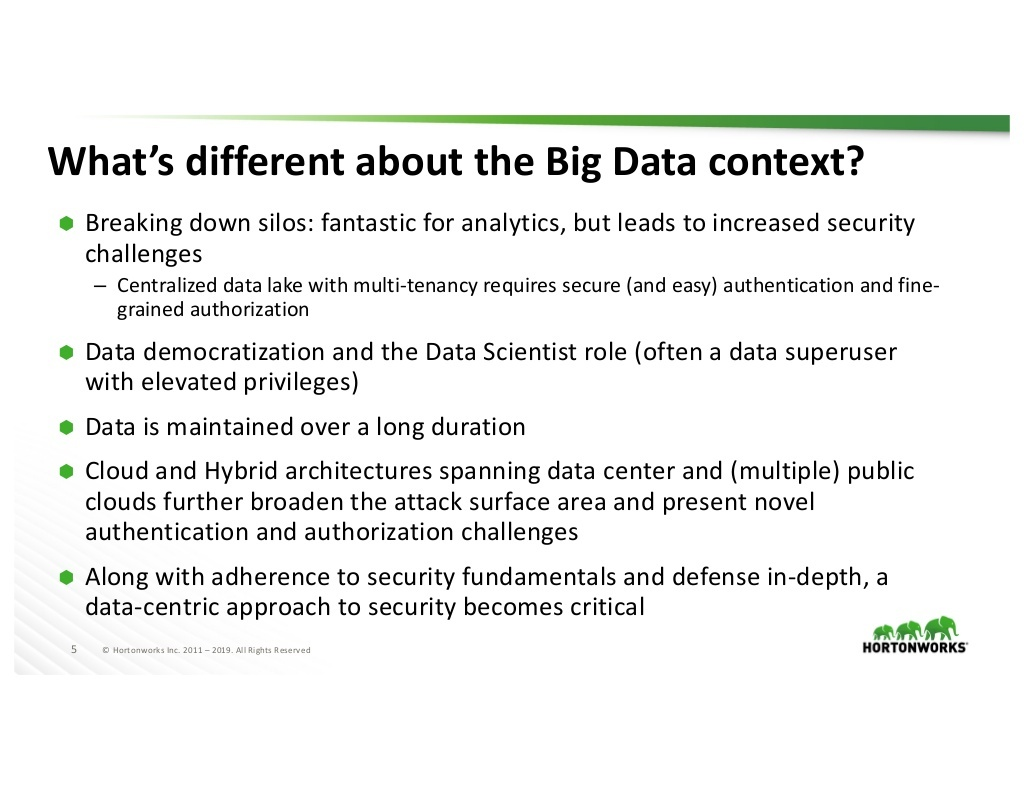 What’s different about the Big Data context?
Breaking down silos: fantastic for analytics, but leads to increased security
challenges
– Centralized data lake with multi-tenancy requires secure (and easy) authentication and fine-
grained authorization
Data democratization and the Data Scientist role (often a data superuser
with elevated privileges)
Data is maintained over a long duration
Cloud and Hybrid architectures spanning data center and (multiple) public
clouds further broaden the attack surface area and present novel
authentication and authorization challenges
Along with adherence to security fundamentals and defense in-depth, a
data-centric approach to security becomes critical
5 © Hortonworks Inc. 2011 – 2019. All Rights Reserved
HORTONWORKS